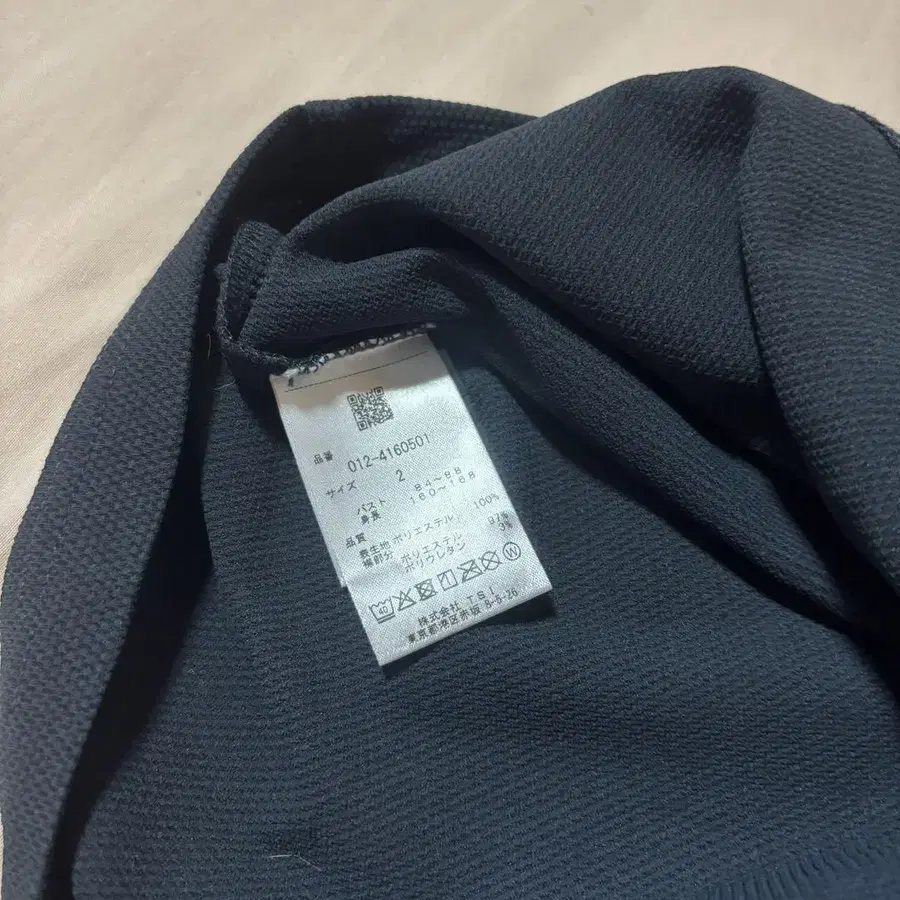 品番 012-4160501
サイズ 2
バスト 84~88
身長 160~168
品質
表生地 ポリエステル 100%
別部分 ポリエステル 97%
ポリウレタン 3%
40 W
株式会社 TSI
東京都港区赤坂 8-5-26